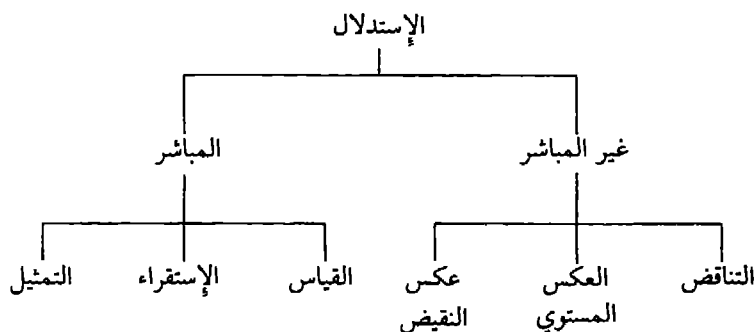 الإستدلال
غير المباشر
المباشر
التناقض
العكس المستوي
عكس النقيض
القياس
الإستقراء
التمثيل